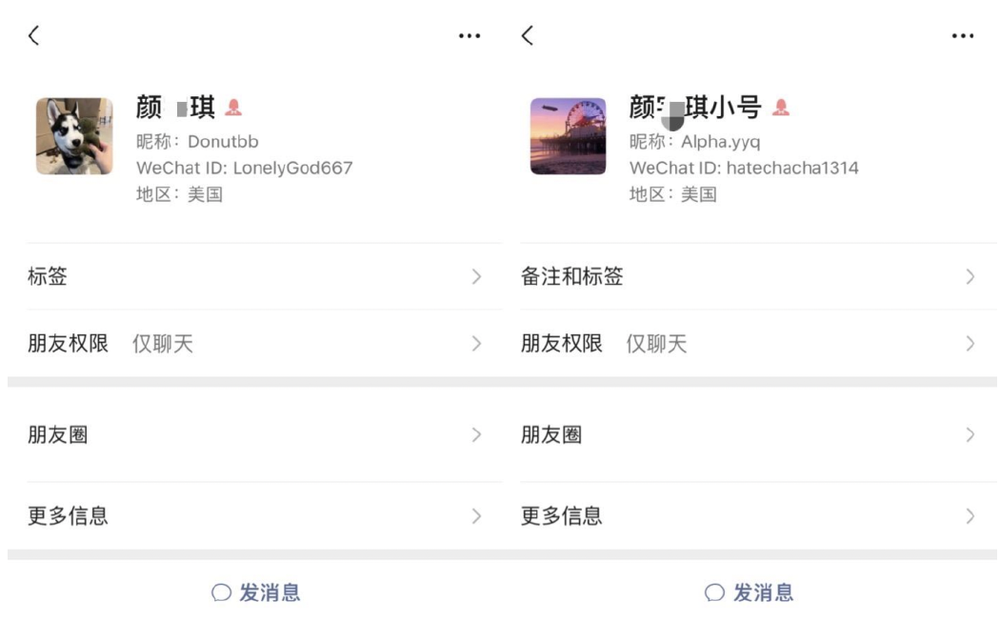 颜 琪
昵称：Donutbb
WeChat ID: LonelyGod667
地区：美国
标签
朋友权限 仅聊天
朋友圈
更多信息
发消息
颜 琪小号
昵称：Alpha.yyq
WeChat ID: hatechacha1314
地区：美国
备注和标签
朋友权限 仅聊天
朋友圈
更多信息
发消息